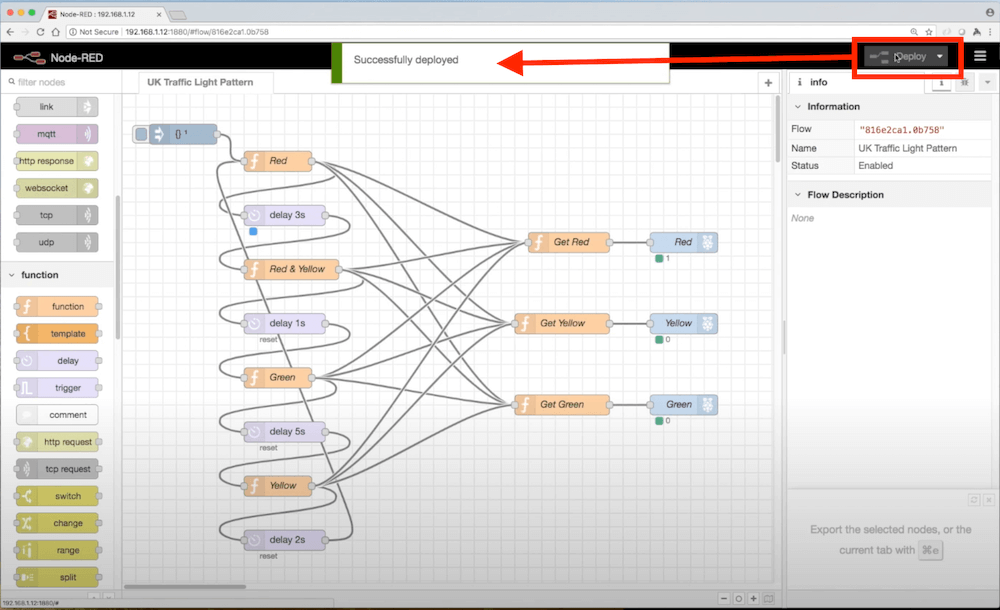 Node-RED : 192.168.1.12
Not Secure 192.168.1.12:1880/#flow/816e2ca1.0b758
Node-RED
Successfully deployed
Deploy
filter nodes
UK Traffic Light Pattern
i info
i
link
mqtt
http response
websocket
tcp
udp
function
function
template
delay
trigger
comment
http request
tcp request
switch
change
range
split
{} ¹
Red
delay 3s
Red & Yellow
delay 1s
reset
Green
delay 5s
reset
Yellow
delay 2s
reset
Get Red
Red
1
Get Yellow
Yellow
0
Get Green
Green
0
Information
Flow "816e2ca1.0b758"
Name UK Traffic Light Pattern
Status Enabled
Flow Description
None
Export the selected nodes, or the
current tab with ⌘e
192.168.1.12:1880/#